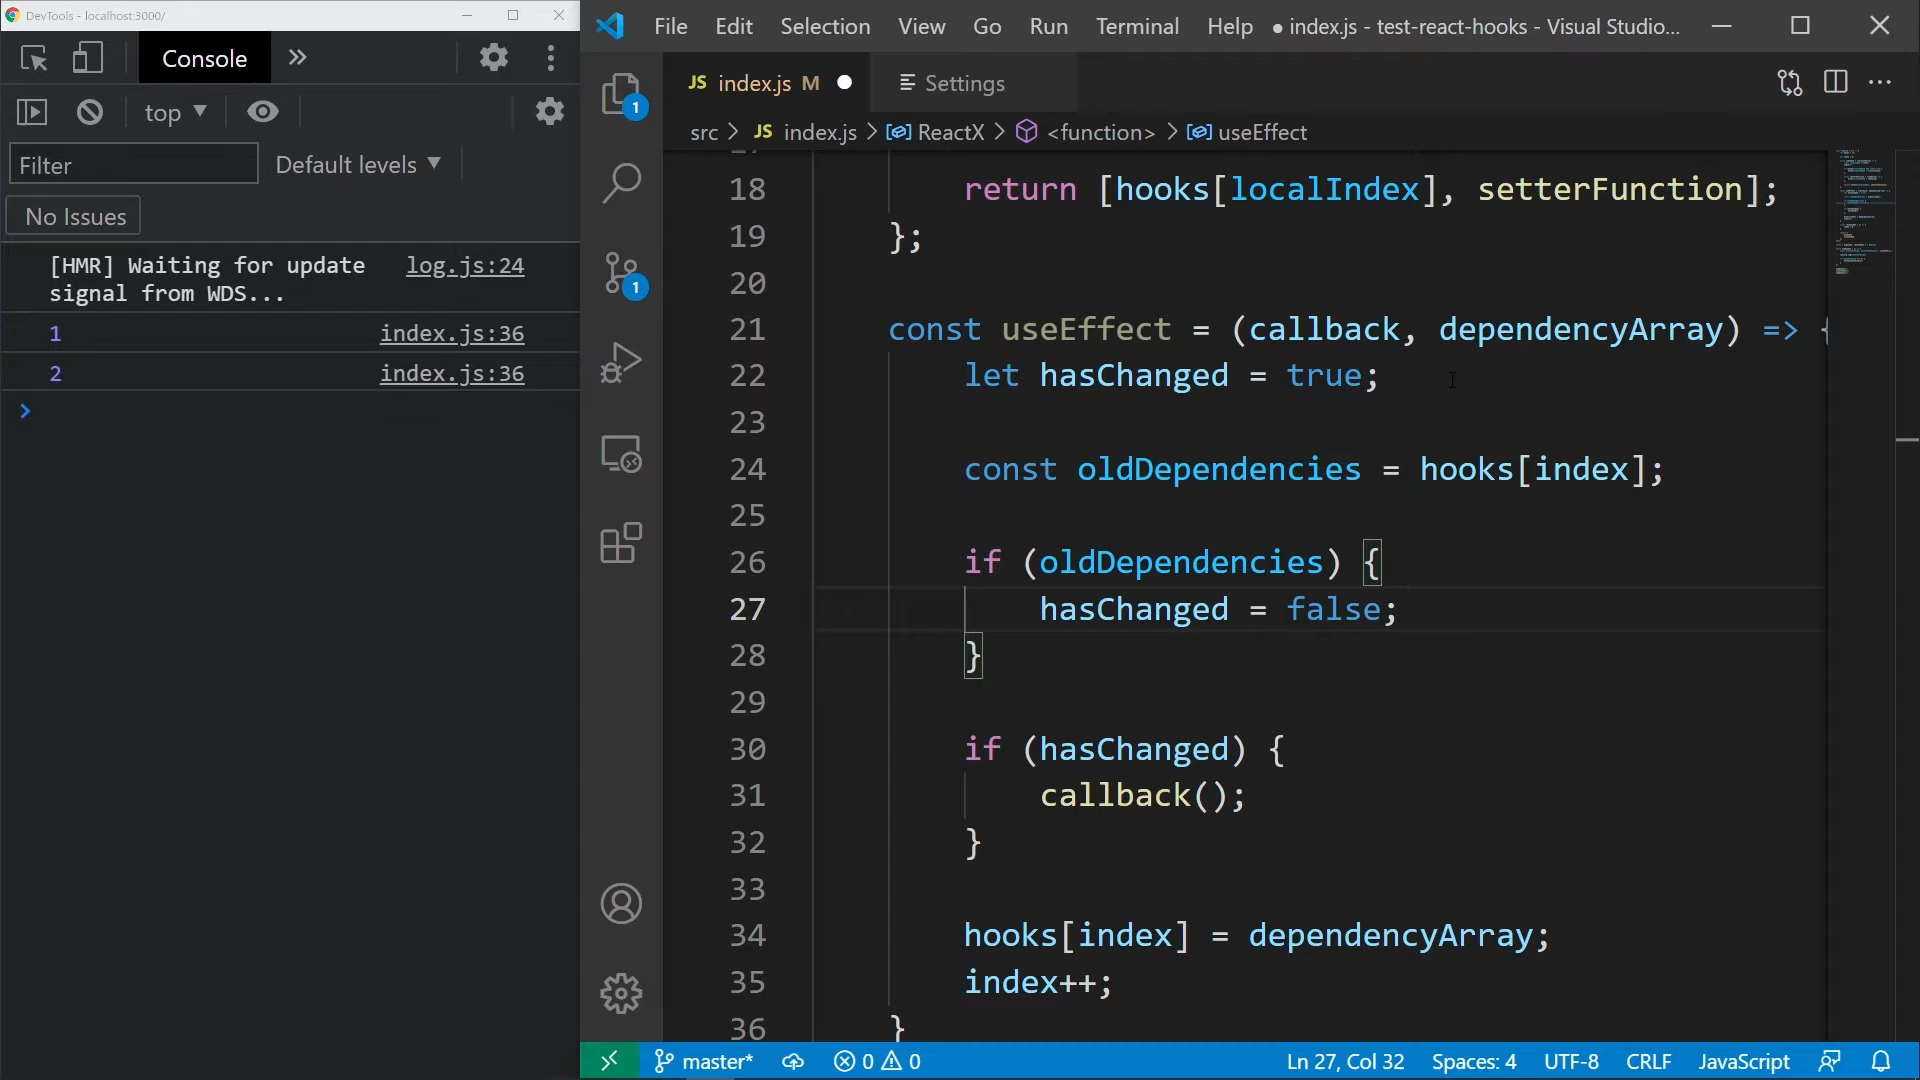 DevTools - localhost:3000/
Console
top
Filter
Default levels
No Issues
[HMR] Waiting for update log.js:24
signal from WDS...
1 index.js:36
2 index.js:36
File Edit Selection View Go Run Terminal Help ● index.js - test-react-hooks - Visual Studio...
JS index.js M ● Settings
src > JS index.js > ReactX > <function> > useEffect
1
1
18 return [hooks[localIndex], setterFunction];
19 };
20
21 const useEffect = (callback, dependencyArray) => {
22 let hasChanged = true;
23
24 const oldDependencies = hooks[index];
25
26 if (oldDependencies) {
27 hasChanged = false;
28 }
29
30 if (hasChanged) {
31 callback();
32 }
33
34 hooks[index] = dependencyArray;
35 index++;
36 }
master* 0 0 Ln 27, Col 32 Spaces: 4 UTF-8 CRLF JavaScript